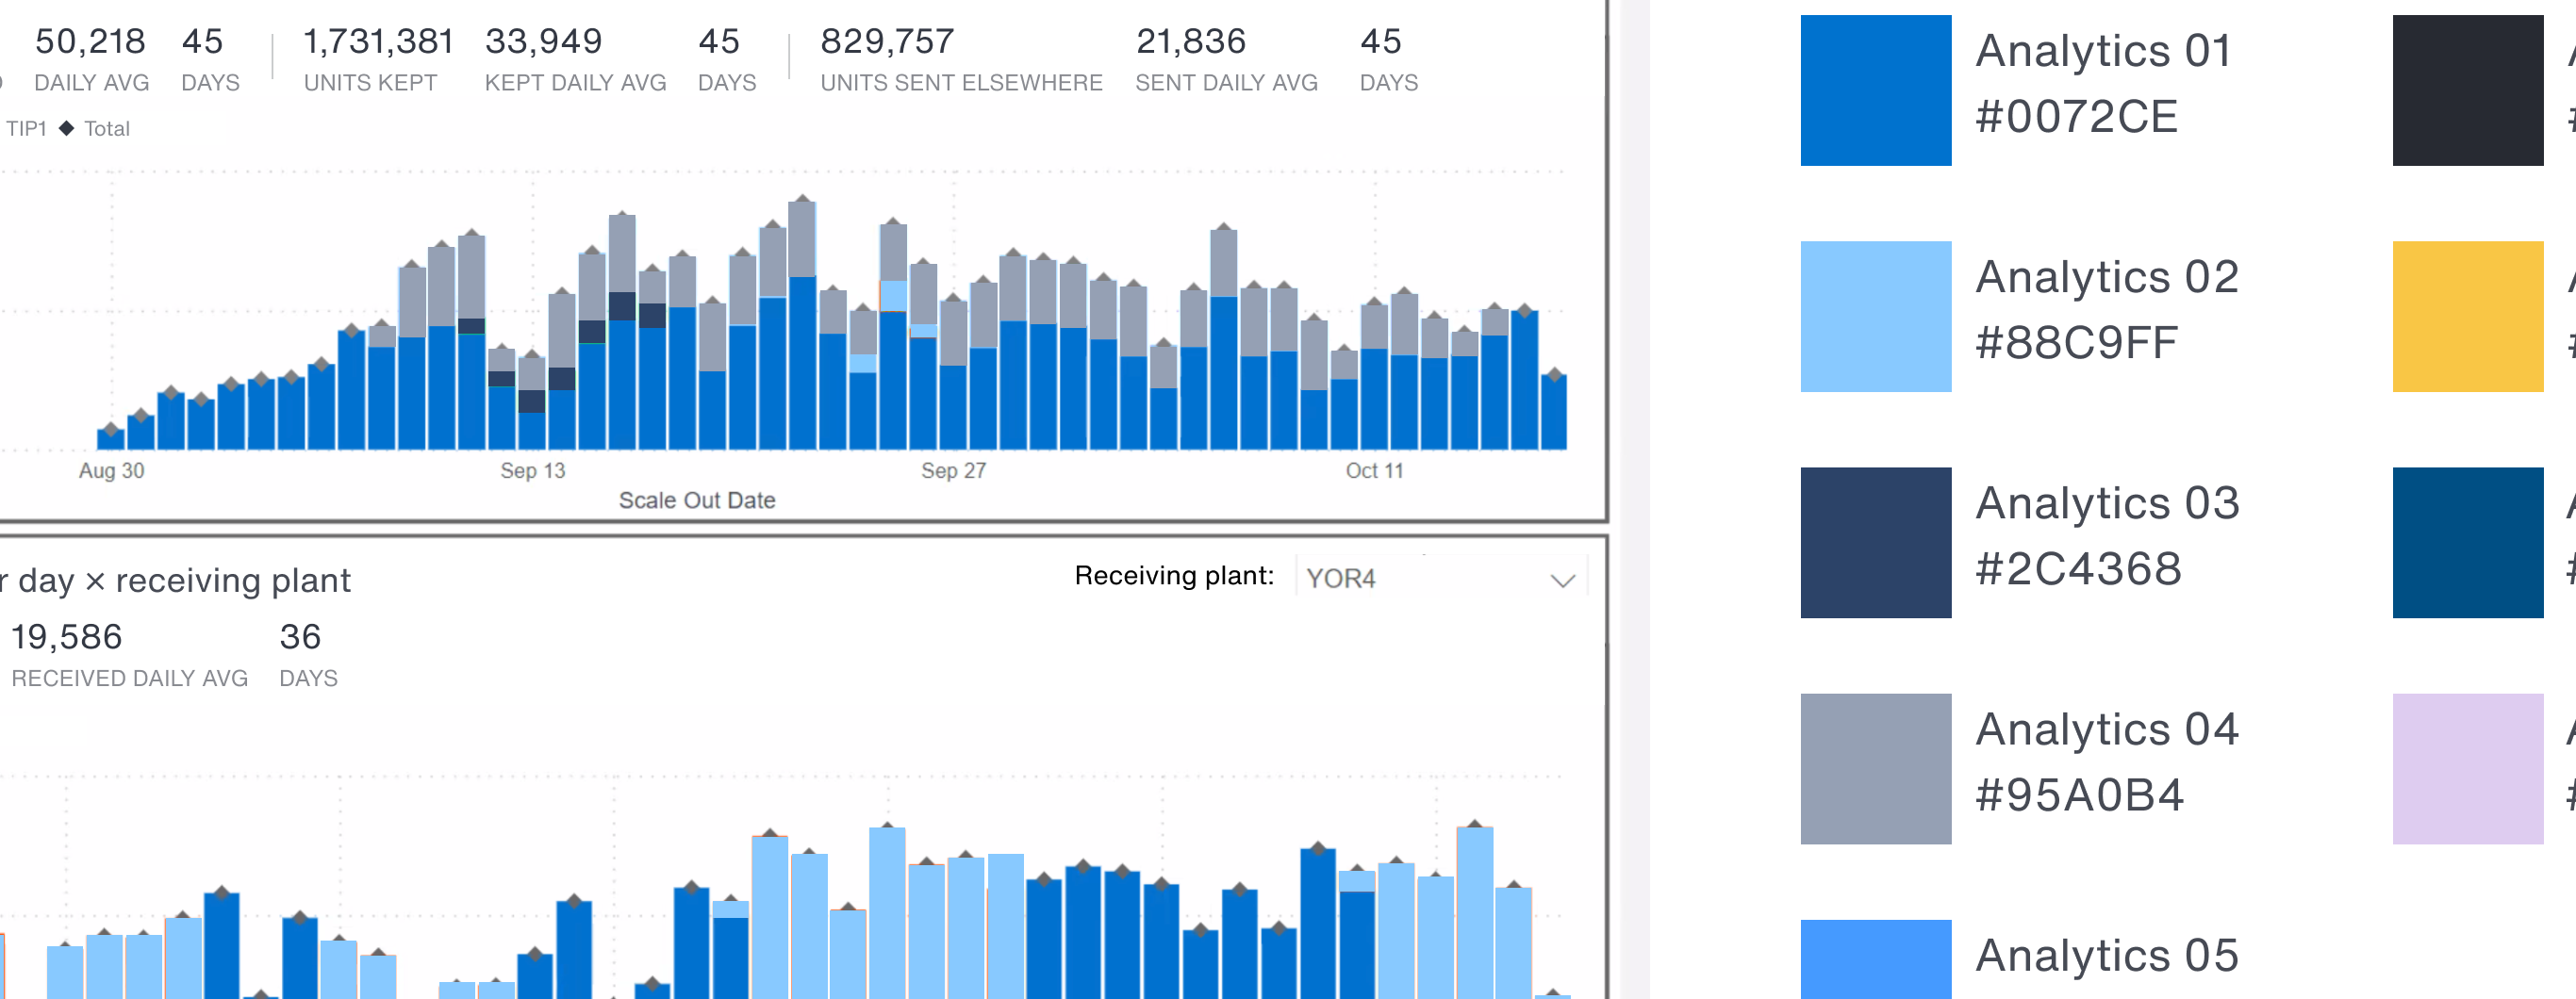 50,218 45 1,731,381 33,949 45 829,757 21,836 45
DAILY AVG DAYS UNITS KEPT KEPT DAILY AVG DAYS UNITS SENT ELSEWHERE SENT DAILY AVG DAYS
TIP1 Total
Aug 30 Sep 13 Sep 27 Oct 11
Scale Out Date
r day × receiving plant
Receiving plant: YOR4
19,586 36
RECEIVED DAILY AVG DAYS
Analytics 01
#0072CE
Analytics 02
#88C9FF
Analytics 03
#2C4368
Analytics 04
#95A0B4
Analytics 05